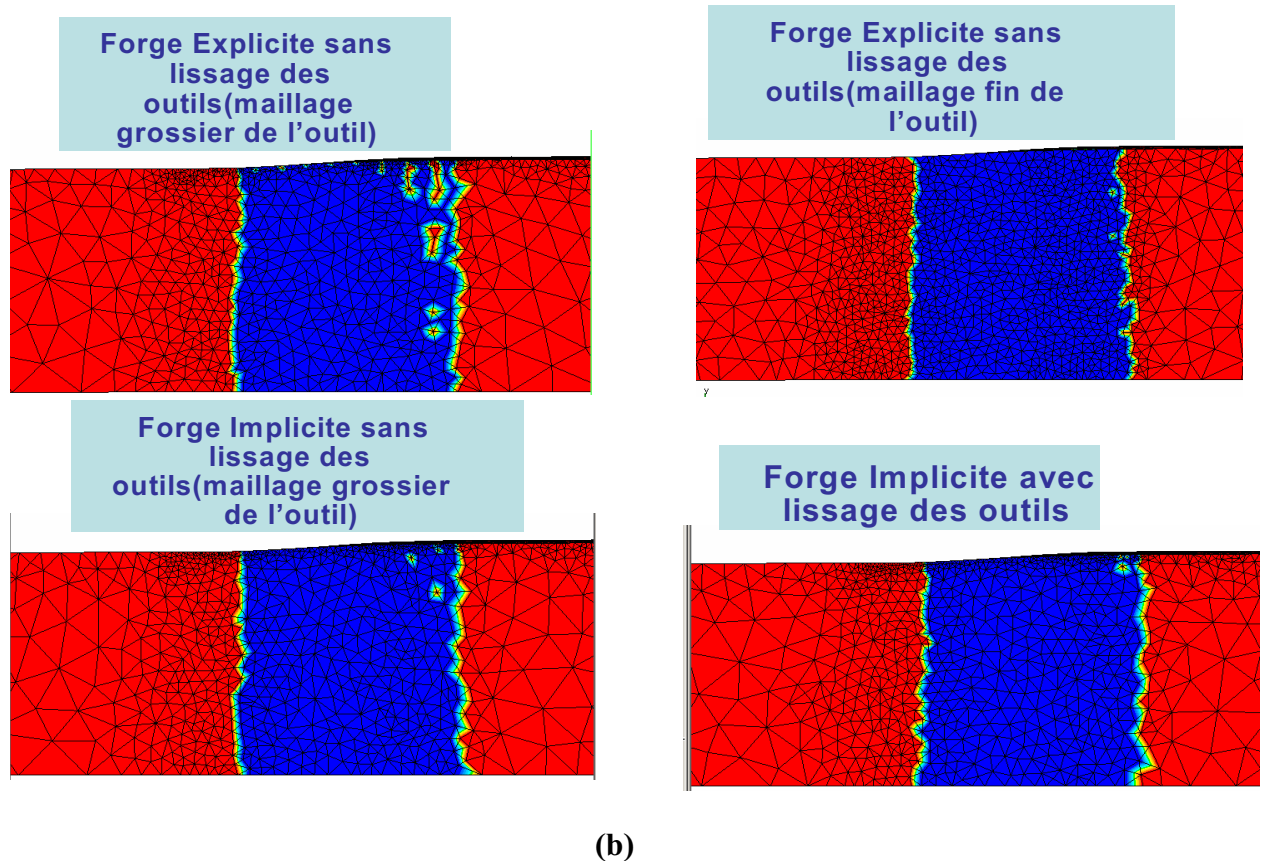 Forge Explicite sans
lissage des
outils(maillage
grossier de l'outil)
Forge Explicite sans
lissage des
outils(maillage fin de
l'outil)
y
Forge Implicite sans
lissage des
outils(maillage grossier
de l'outil)
Forge Implicite avec
lissage des outils
(b)